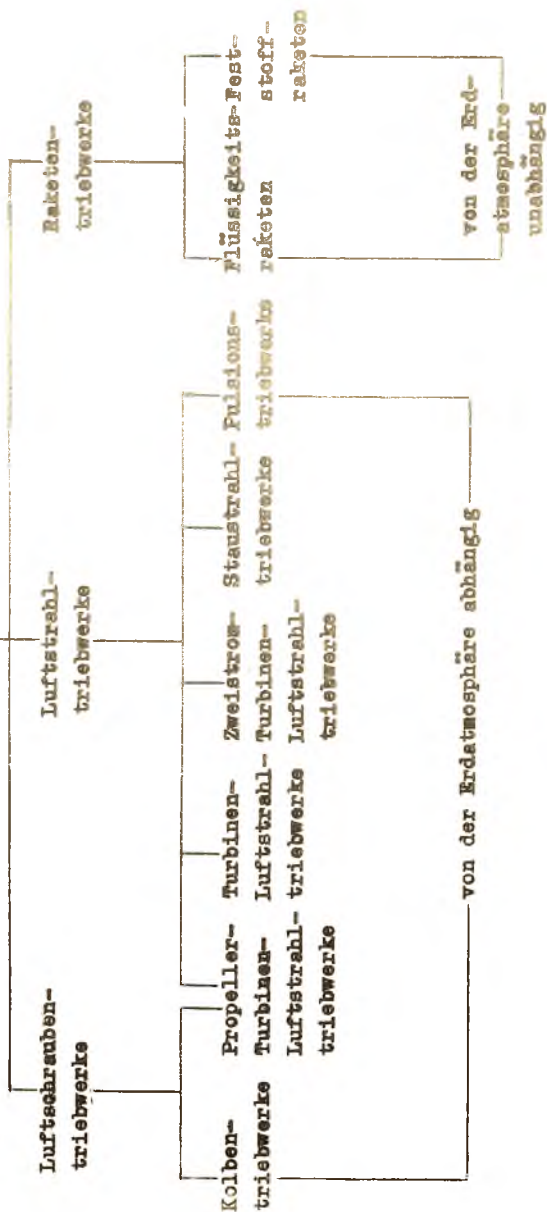 Luftschrauben-
triebwerke
Luftstrahl-
triebwerke
Raketen-
triebwerke
Kolben-
triebwerke
Propeller-
Turbinen-
Luftstrahl-
triebwerke
Turbinen-
Luftstrahl-
triebwerke
Zweistrom-
Turbinen-
Luftstrahl-
triebwerke
Staustrahl-
triebwerke
Pulsions-
triebwerke
Flüssigkeits-
raketen
Fest-
stoff-
raketen
von der Erdatmosphäre abhängig
von der Erd-
atmosphäre
unabhängig